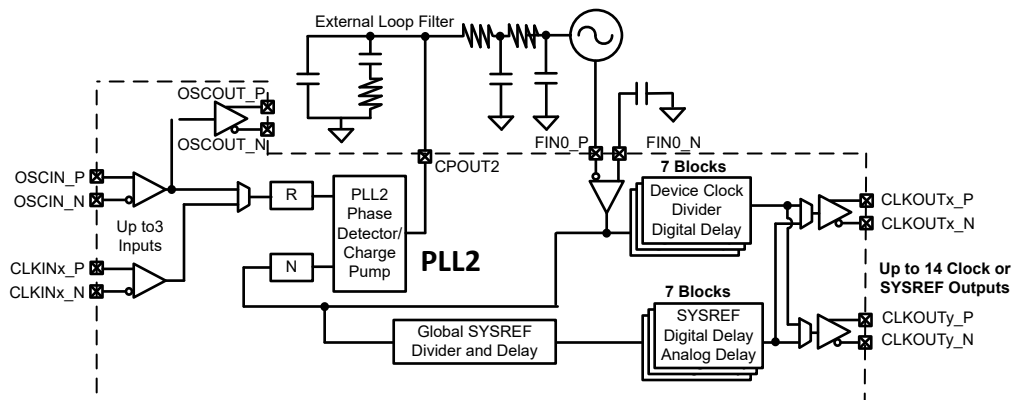 External Loop Filter
OSCOUT_P
OSCOUT_N
FIN0_P
FIN0_N
CPOUT2
7 Blocks
OSCIN_P
OSCIN_N
R
PLL2
Phase
Detector/
Charge
Pump
Device Clock
Divider
Digital Delay
CLKOUTx_P
CLKOUTx_N
Up to3
Inputs
PLL2
CLKINx_P
CLKINx_N
N
Up to 14 Clock or
SYSREF Outputs
7 Blocks
Global SYSREF
Divider and Delay
SYSREF
Digital Delay
Analog Delay
CLKOUTy_P
CLKOUTy_N